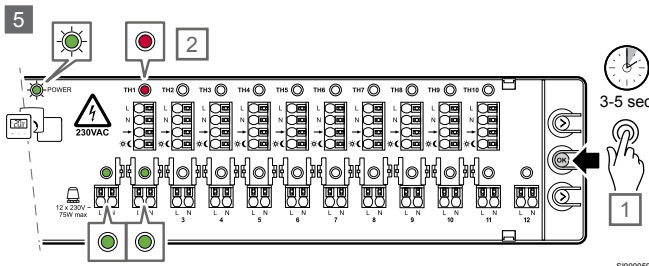 5
2
POWER
TH1 TH2 TH3 TH4 TH5 TH6 TH7 TH8 TH9 TH10
L
N
230VAC
3-5 sec
OK
1
12 x 230V ~
75W max
L N L N L N L N L N L N L N L N L N L N L N L N
3 4 5 6 7 8 9 10 11 12